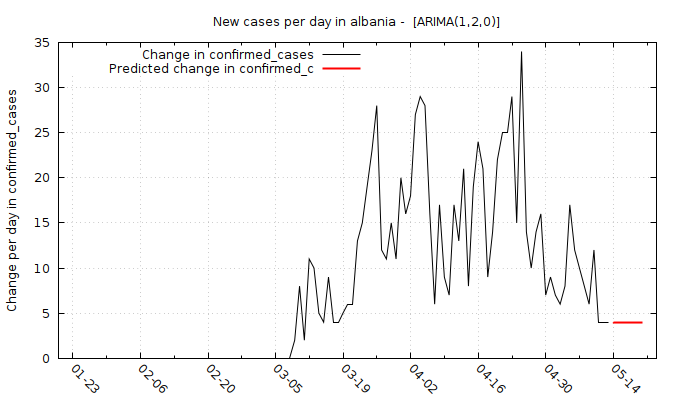 New cases per day in albania -  [ARIMA(1,2,0)]
Change in confirmed_cases
Predicted change in confirmed_c
Change per day in confirmed_cases
35
30
25
20
15
10
5
0
01-23 02-06 02-20 03-05 03-19 04-02 04-16 04-30 05-14